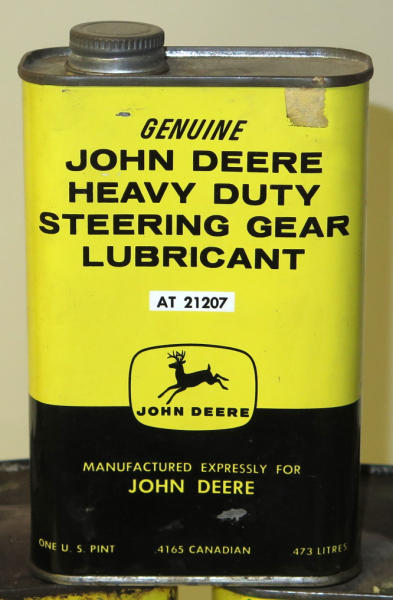 GENUINE
JOHN DEERE
HEAVY DUTY
STEERING GEAR
LUBRICANT
AT 21207
JOHN DEERE
MANUFACTURED EXPRESSLY FOR
JOHN DEERE
ONE U. S. PINT .4165 CANADIAN 473 LITRES